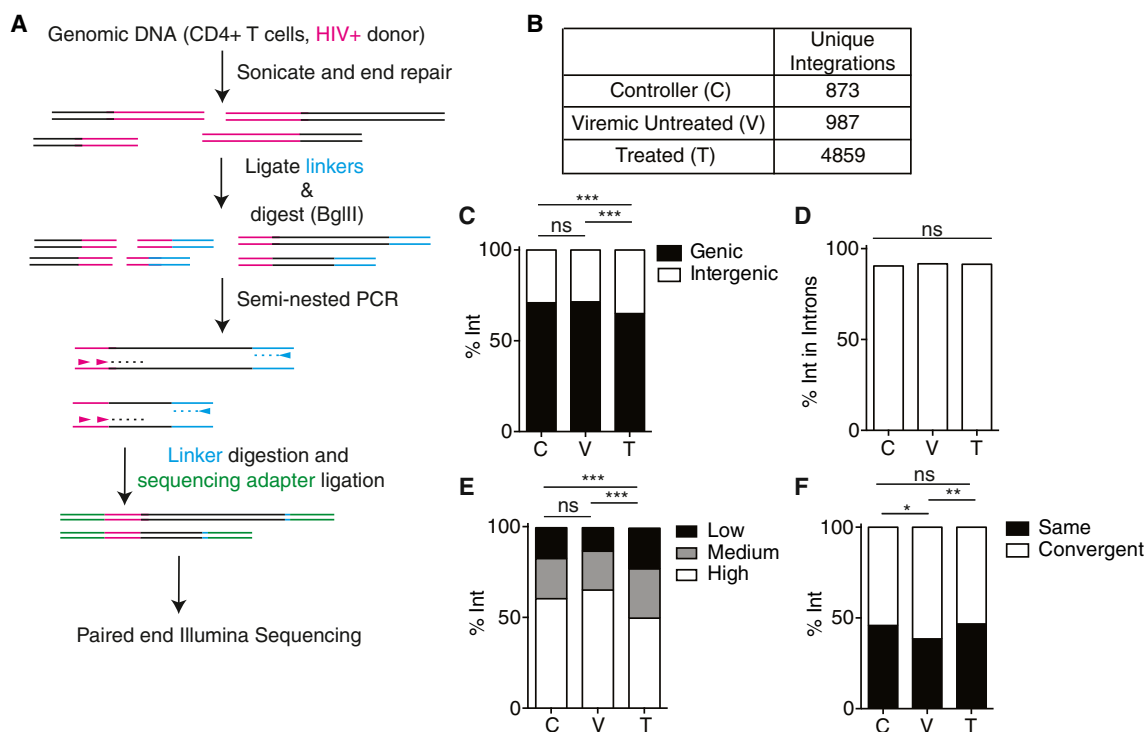 A
Genomic DNA (CD4+ T cells, HIV+ donor)
Sonicate and end repair
Ligate linkers
&
digest (BglII)
Semi-nested PCR
Linker digestion and
sequencing adapter ligation
Paired end Illumina Sequencing
B
Unique
Integrations
Controller (C) 873
Viremic Untreated (V) 987
Treated (T) 4859
C
***
ns ***
100
50
0
% Int
C V T
Genic
Intergenic
D
ns
100
50
0
% Int in Introns
C V T
E
***
ns ***
100
50
0
% Int
C V T
Low
Medium
High
F
ns
* **
100
50
0
% Int
C V T
Same
Convergent